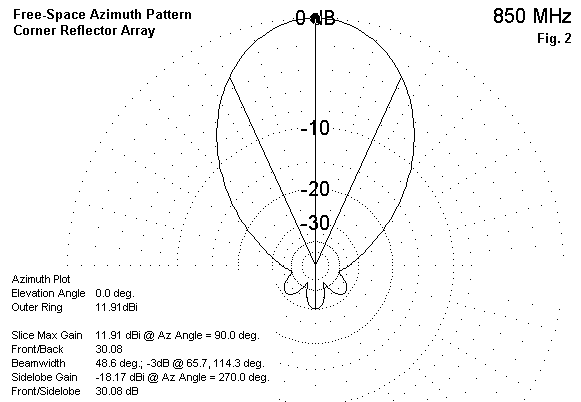 Free-Space Azimuth Pattern
Corner Reflector Array
850 MHz
Fig. 2
0 dB
-10
-20
-30
Azimuth Plot
Elevation Angle 0.0 deg.
Outer Ring 11.91dBi
Slice Max Gain 11.91 dBi @ Az Angle = 90.0 deg.
Front/Back 30.08
Beamwidth 48.6 deg.; -3dB @ 65.7, 114.3 deg.
Sidelobe Gain -18.17 dBi @ Az Angle = 270.0 deg.
Front/Sidelobe 30.08 dB